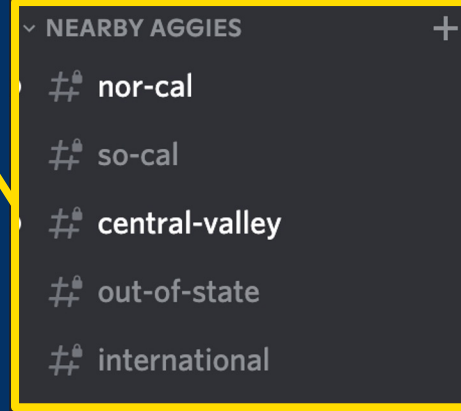 NEARBY AGGIES
nor-cal
so-cal
central-valley
out-of-state
international